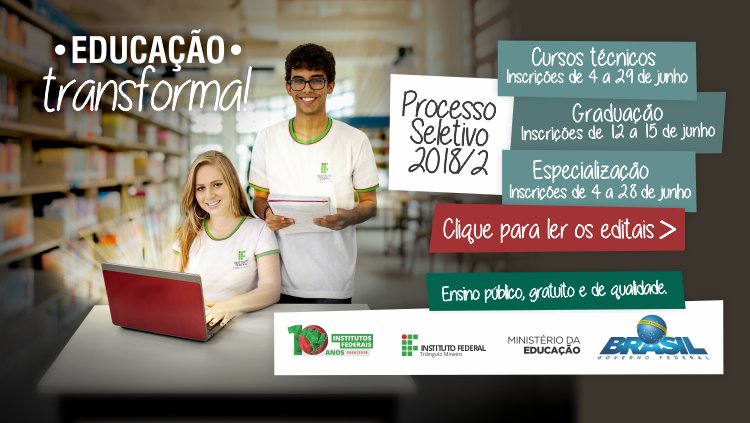 • EDUCAÇÃO •
transforma!
Processo
Seletivo
2018/2
Cursos técnicos
Inscrições de 4 a 29 de junho
Graduação
Inscrições de 12 a 15 de junho
Especialização
Inscrições de 4 a 28 de junho
Clique para ler os editais >
Ensino público, gratuito e de qualidade.
10 ANOS
INSTITUTOS
FEDERAIS
2008|2018
INSTITUTO FEDERAL
Triângulo Mineiro
MINISTÉRIO DA
EDUCAÇÃO
BRASIL
GOVERNO FEDERAL